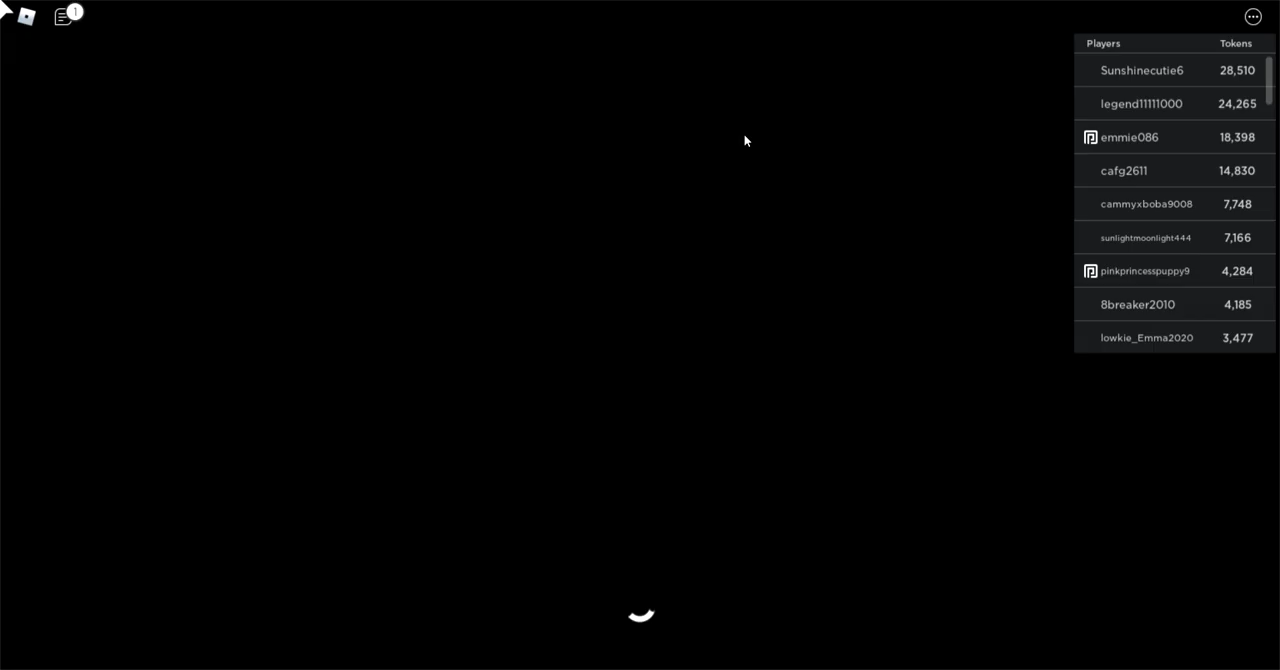 1
Players Tokens
Sunshinecutie6 28,510
legend11111000 24,265
emmie086 18,398
cafg2611 14,830
cammyxboba9008 7,748
sunlightmoonlight444 7,166
pinkprincesspuppy9 4,284
8breaker2010 4,185
lowkie_Emma2020 3,477